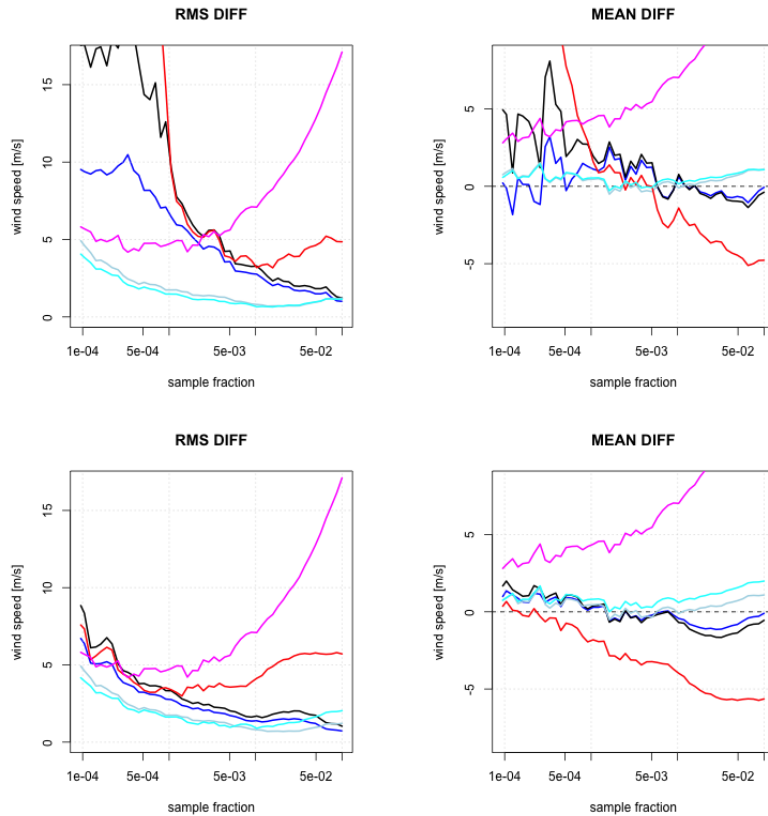 RMS DIFF
MEAN DIFF
wind speed [m/s]
15
10
5
0
1e-04 5e-04 5e-03 5e-02
sample fraction
wind speed [m/s]
5
0
-5
1e-04 5e-04 5e-03 5e-02
sample fraction
RMS DIFF
MEAN DIFF
wind speed [m/s]
15
10
5
0
1e-04 5e-04 5e-03 5e-02
sample fraction
wind speed [m/s]
5
0
-5
1e-04 5e-04 5e-03 5e-02
sample fraction